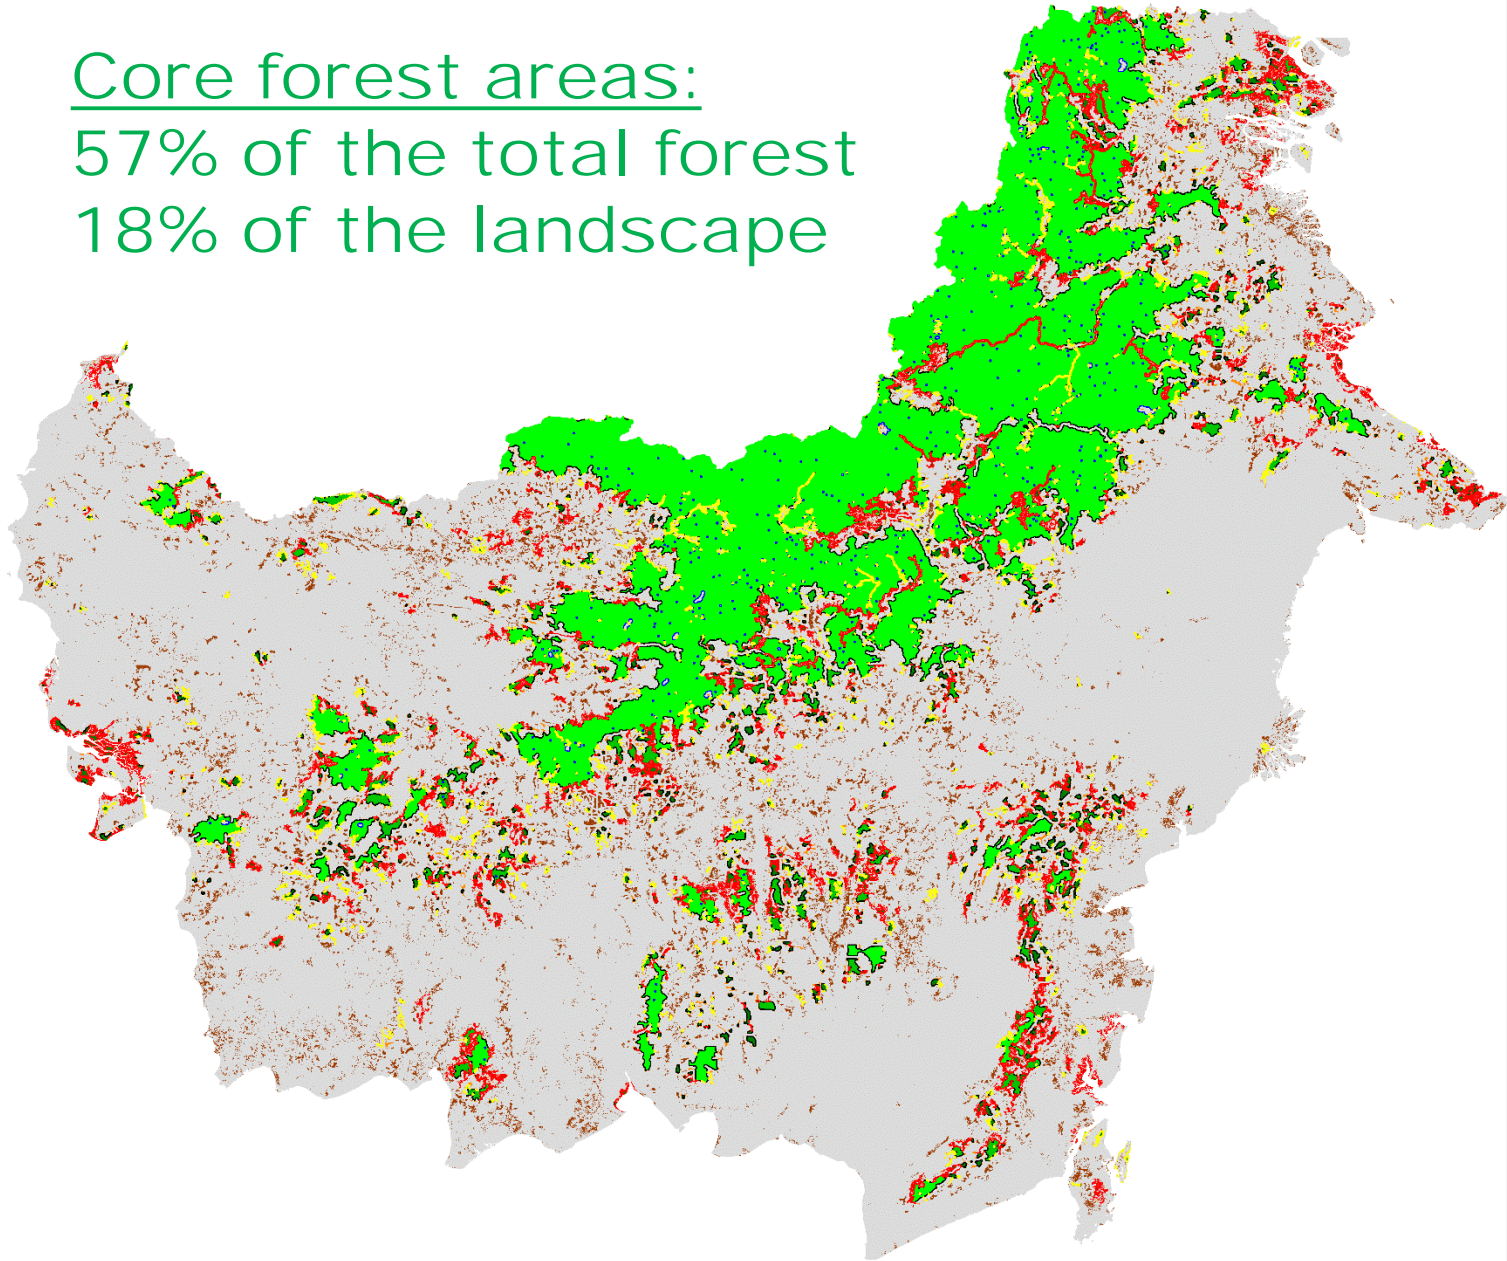 Core forest areas:
57% of the total forest
18% of the landscape